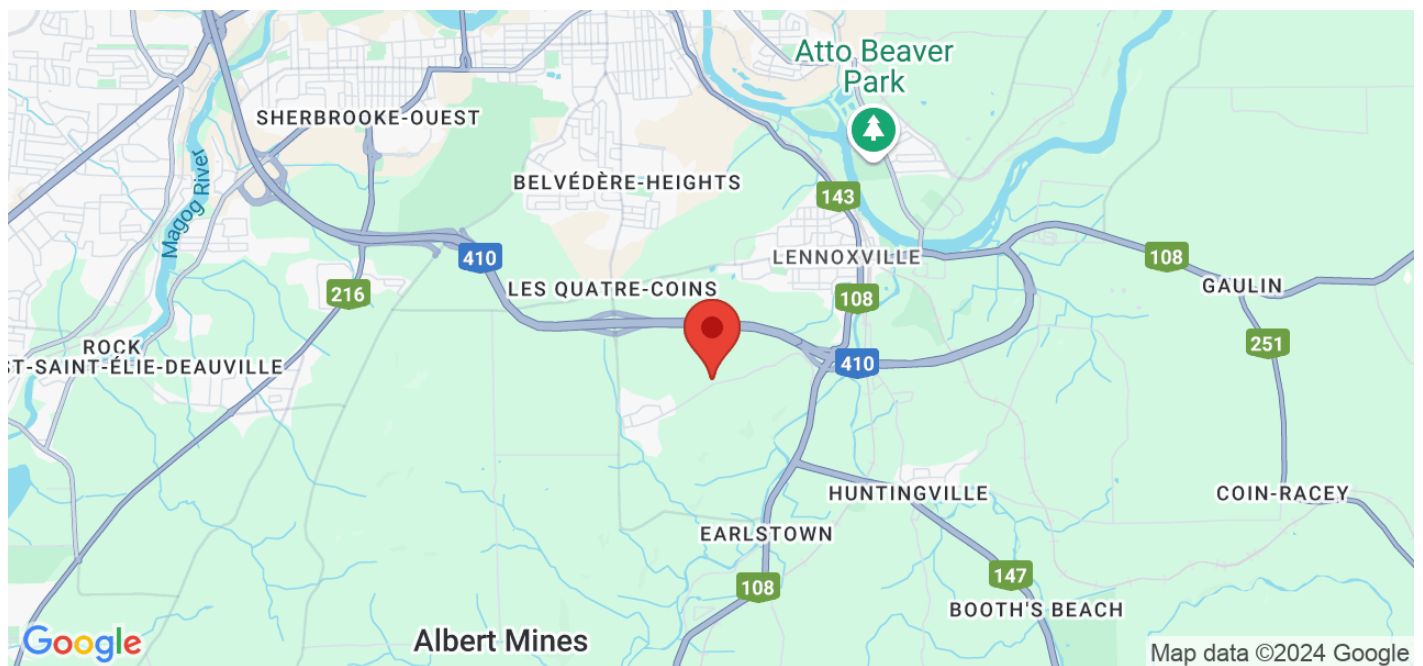 Atto Beaver
Park
SHERBROOKE-OUEST
Magog River
BELVÉDÈRE-HEIGHTS
143
410
LENNOXVILLE
108
216
LES QUATRE-COINS
108
GAULIN
ROCK
ST-SAINT-ÉLIE-DEAUVILLE
410
251
HUNTINGVILLE
COIN-RACEY
EARLSTOWN
108
147
BOOTH'S BEACH
Albert Mines
Google
Map data ©2024 Google